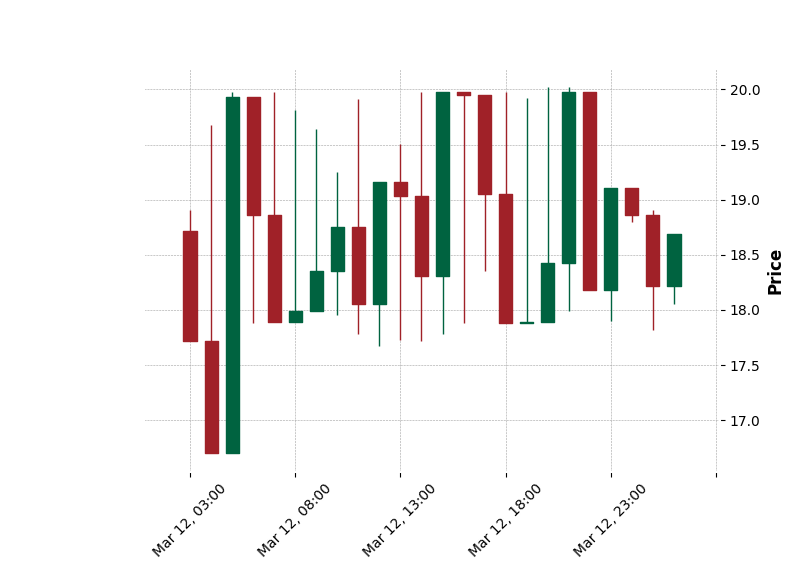 20.0
19.5
19.0
18.5
18.0
17.5
17.0
Price
Mar 12, 03:00
Mar 12, 08:00
Mar 12, 13:00
Mar 12, 18:00
Mar 12, 23:00